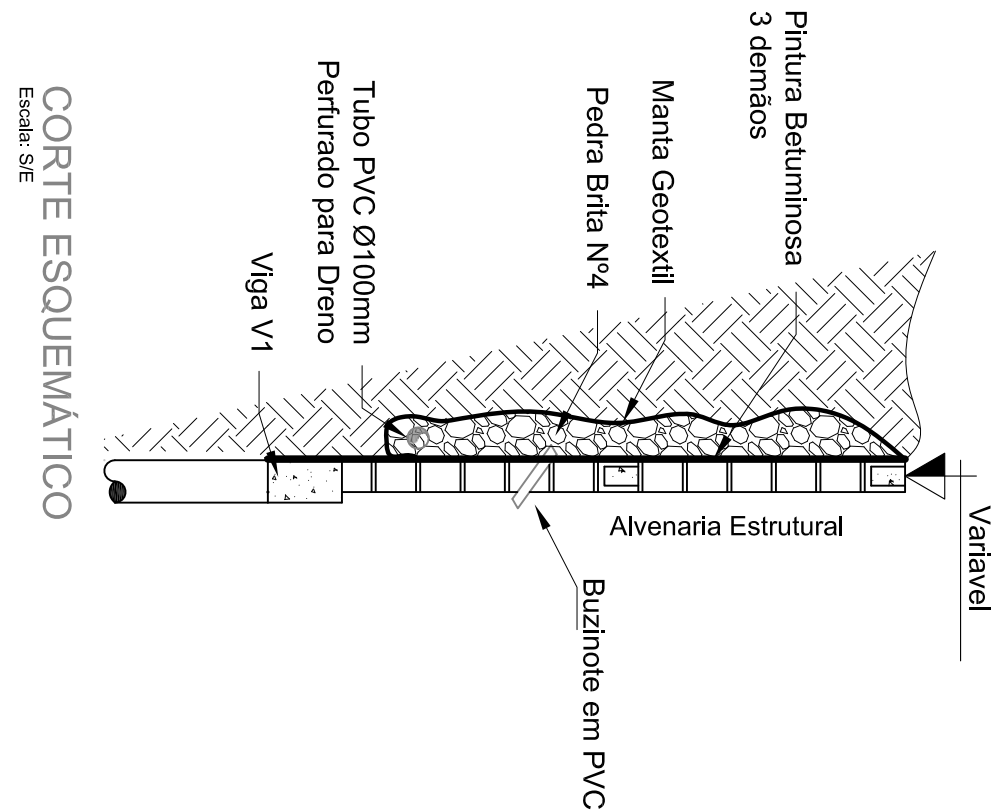 Variavel
Pintura Betuminosa
3 demãos
Manta Geotextil
Pedra Brita Nº4
Alvenaria Estrutural
Buzinote em PVC
Tubo PVC Ø100mm
Perfurado para Dreno
Viga V1
CORTE ESQUEMÁTICO
Escala: S/E